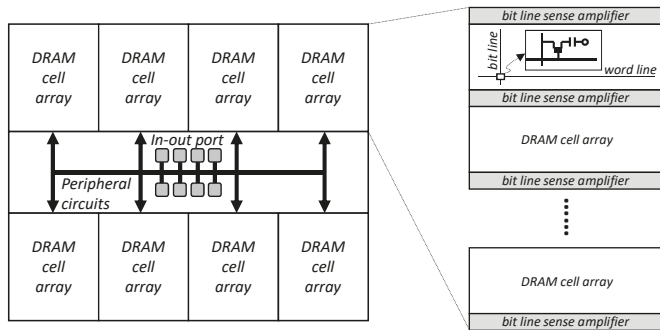 DRAM
cell
array
DRAM
cell
array
DRAM
cell
array
DRAM
cell
array
In-out port
Peripheral
circuits
DRAM
cell
array
DRAM
cell
array
DRAM
cell
array
DRAM
cell
array
bit line sense amplifier
bit line
word line
bit line sense amplifier
DRAM cell array
bit line sense amplifier
DRAM cell array
bit line sense amplifier